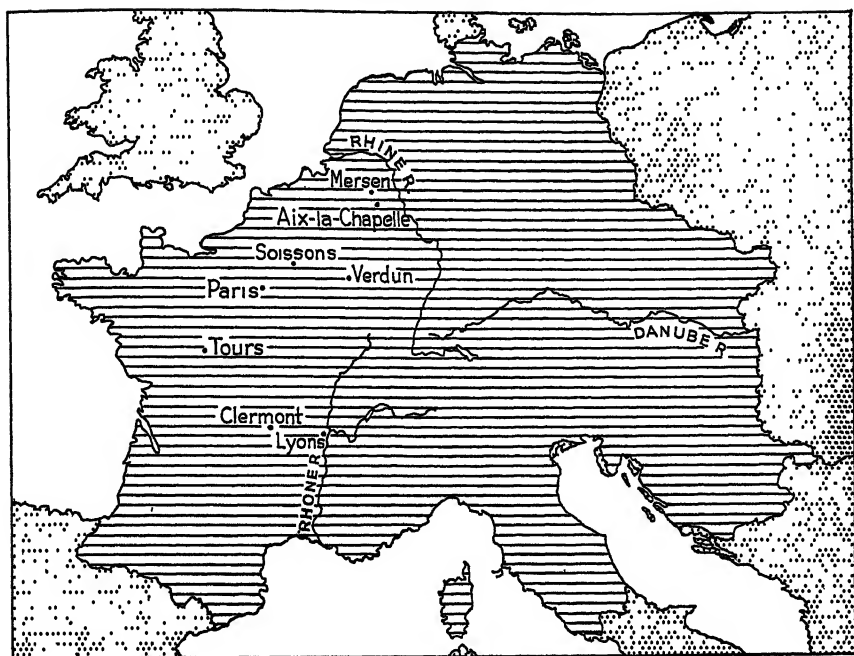 RHINE R.
Mersen
Aix-la-Chapelle
Soissons
Verdun
Paris
Tours
DANUBE R
Clermont
Lyons
RHONE R